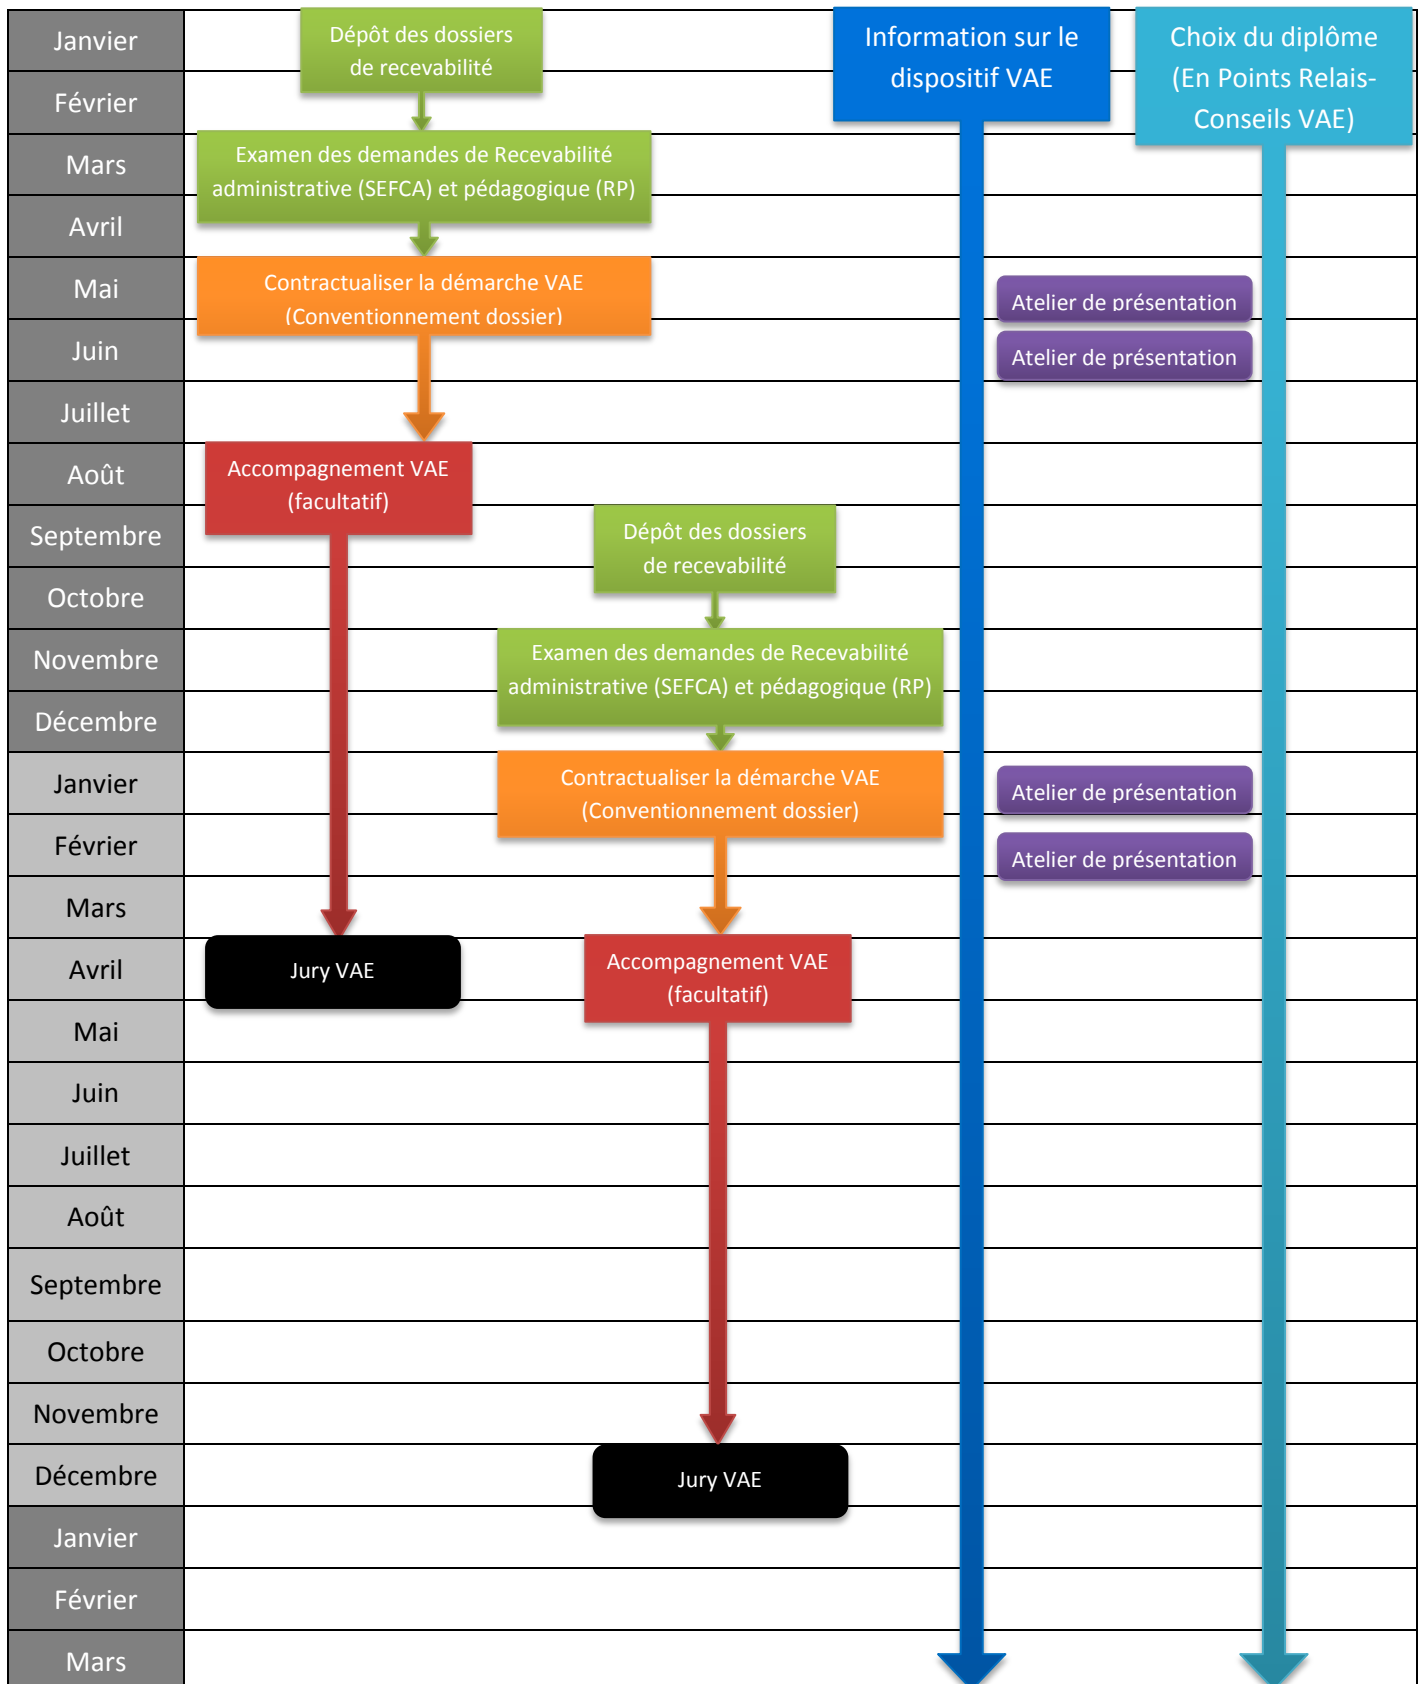 Janvier
Dépôt des dossiers
de recevabilité
Information sur le
dispositif VAE
Choix du diplôme
(En Points Relais-
Conseils VAE)
Février
Mars
Examen des demandes de Recevabilité
administrative (SEFCA) et pédagogique (RP)
Avril
Mai
Contractualiser la démarche VAE
(Conventionnement dossier)
Atelier de présentation
Juin
Atelier de présentation
Juillet
Août
Accompagnement VAE
(facultatif)
Septembre
Dépôt des dossiers
de recevabilité
Octobre
Novembre
Examen des demandes de Recevabilité
administrative (SEFCA) et pédagogique (RP)
Décembre
Janvier
Contractualiser la démarche VAE
(Conventionnement dossier)
Atelier de présentation
Février
Atelier de présentation
Mars
Avril
Jury VAE
Accompagnement VAE
(facultatif)
Mai
Juin
Juillet
Août
Septembre
Octobre
Novembre
Décembre
Jury VAE
Janvier
Février
Mars